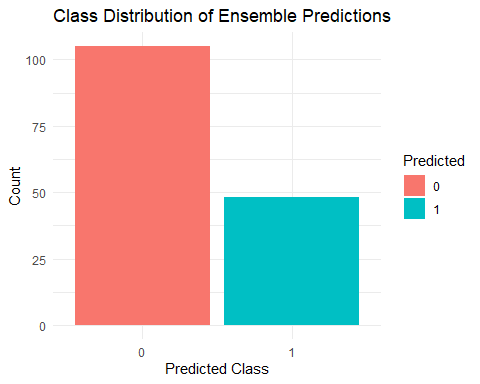 Class Distribution of Ensemble Predictions
Count
100
75
50
25
0
0 1
Predicted Class
Predicted
0
1